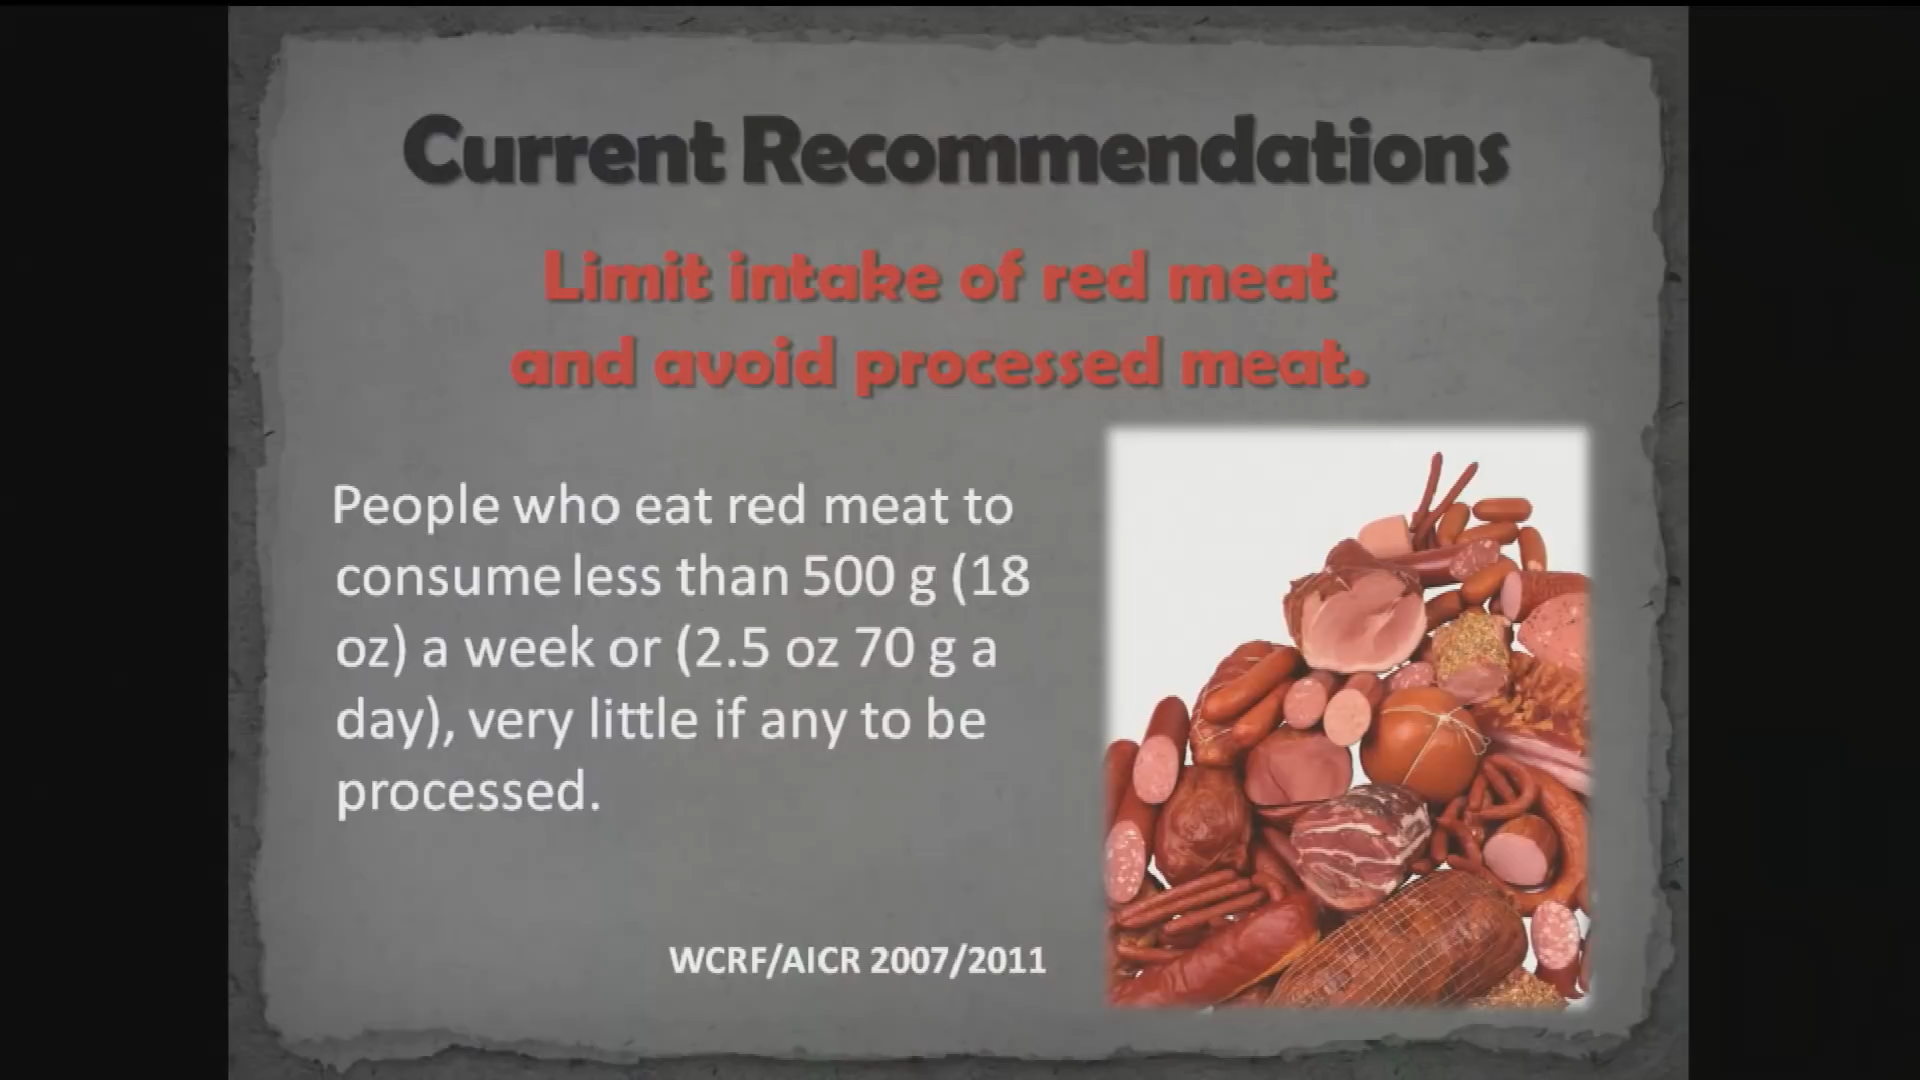 Current Recommendations
Limit intake of red meat
and avoid processed meat.
People who eat red meat to
consume less than 500 g (18
oz) a week or (2.5 oz 70 g a
day), very little if any to be
processed.
WCRF/AICR 2007/2011